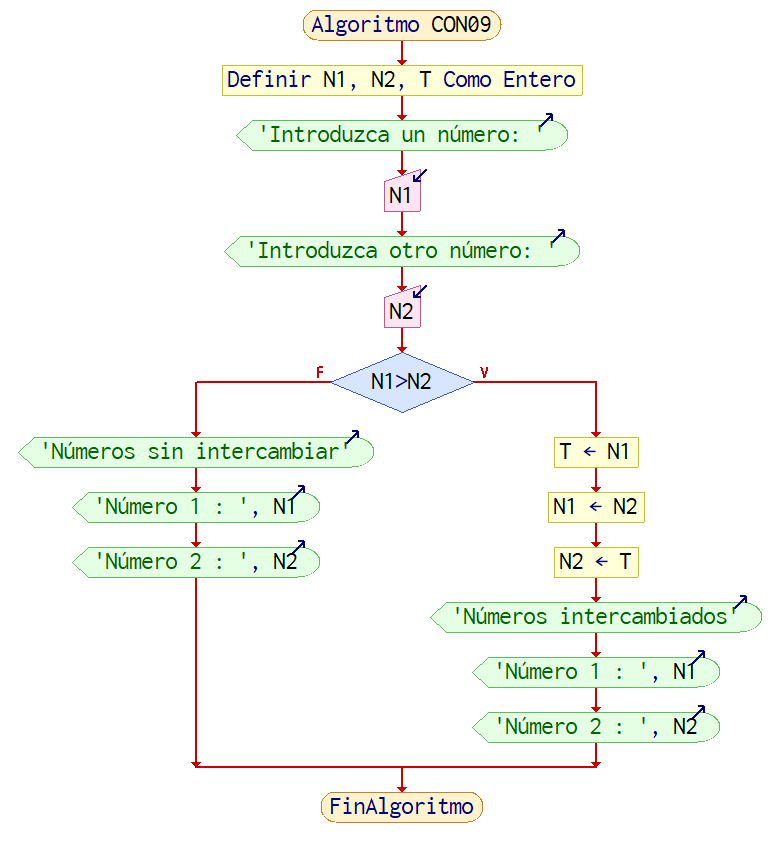 Algoritmo CON09
Definir N1, N2, T Como Entero
'Introduzca un número: '
N1
'Introduzca otro número: '
N2
N1>N2
F
V
'Números sin intercambiar'
'Número 1 : ', N1
'Número 2 : ', N2
T ← N1
N1 ← N2
N2 ← T
'Números intercambiados'
'Número 1 : ', N1
'Número 2 : ', N2
FinAlgoritmo